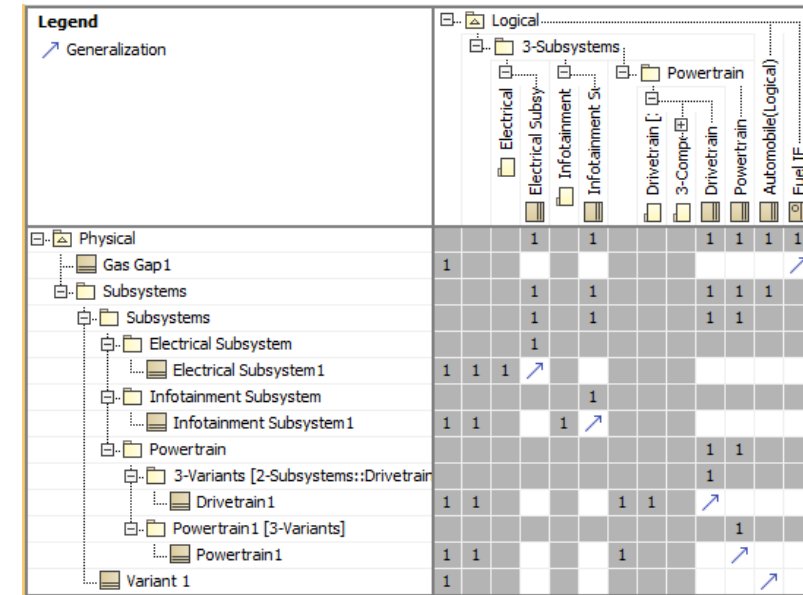 Legend
Generalization
Logical
3-Subsystems
Powertrain
Electrical
Electrical Subsy
Infotainment
Infotainment
Drivetrain [:
Drivetrain
Powertrain
Automobile(Logical)
Fuel IF
Physical 1 1 1 1 1 1
Gas Gap1 1
Subsystems 1 1 1 1 1
Subsystems 1 1 1 1
Electrical Subsystem 1
Electrical Subsystem1 1 1 1
Infotainment Subsystem 1
Infotainment Subsystem1 1 1 1
Powertrain 1 1
3-Variants [2-Subsystems::Drivetrain 1
Drivetrain1 1 1 1 1
Powertrain1 [3-Variants] 1
Powertrain1 1 1 1
Variant 1 1